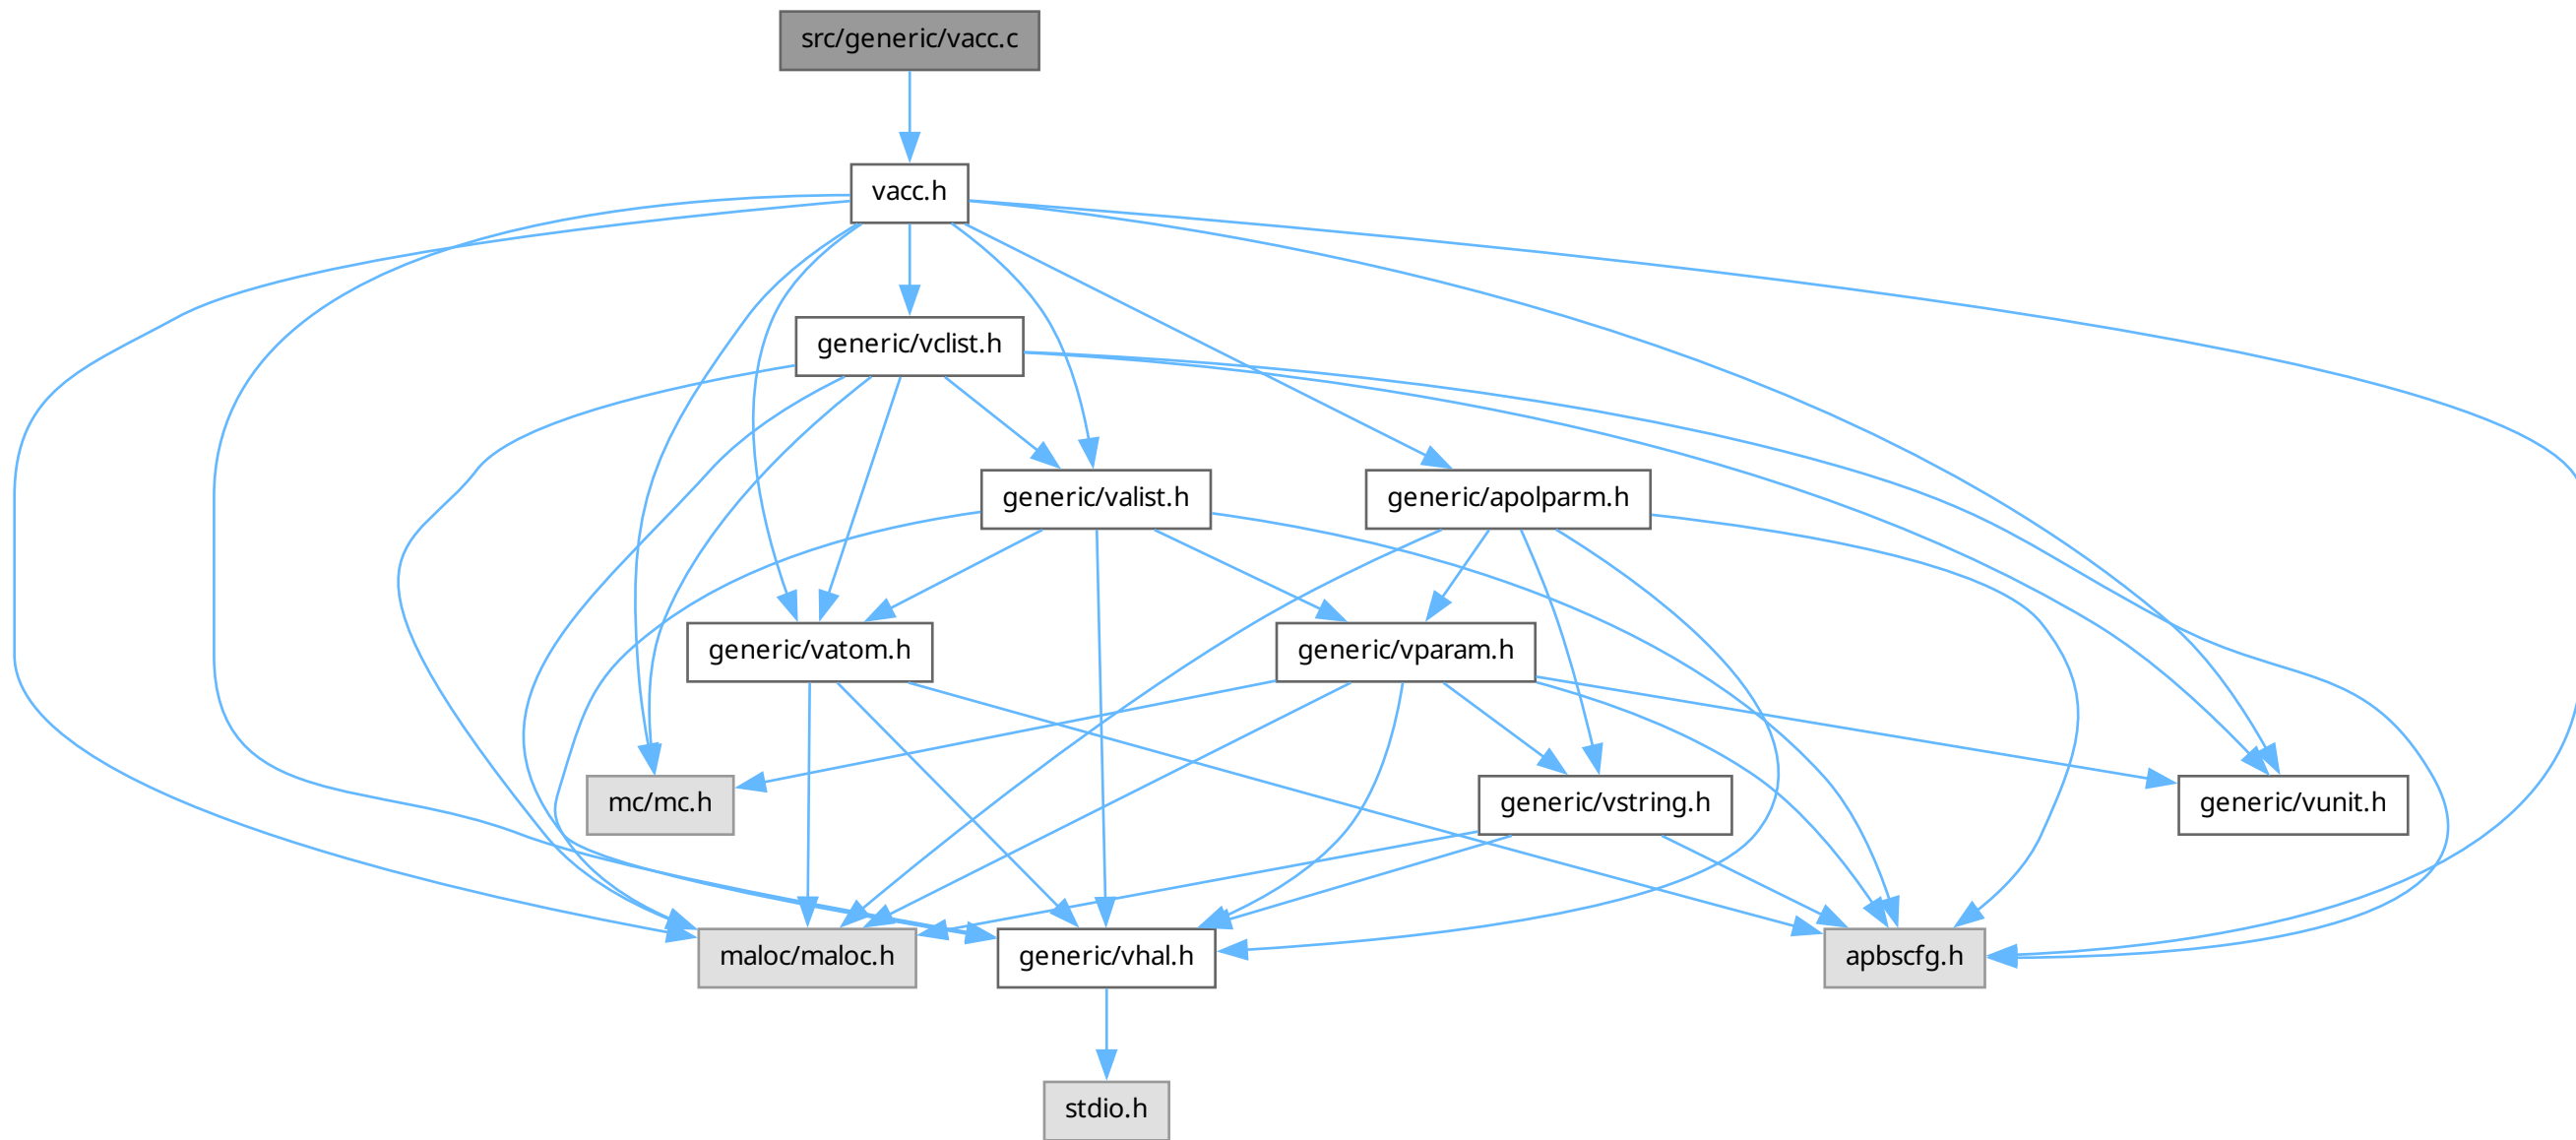 src/generic/vacc.c
vacc.h
generic/vclist.h
generic/valist.h
generic/apolparm.h
generic/vatom.h
generic/vparam.h
mc/mc.h
generic/vstring.h
generic/vunit.h
maloc/maloc.h
generic/vhal.h
apbscfg.h
stdio.h